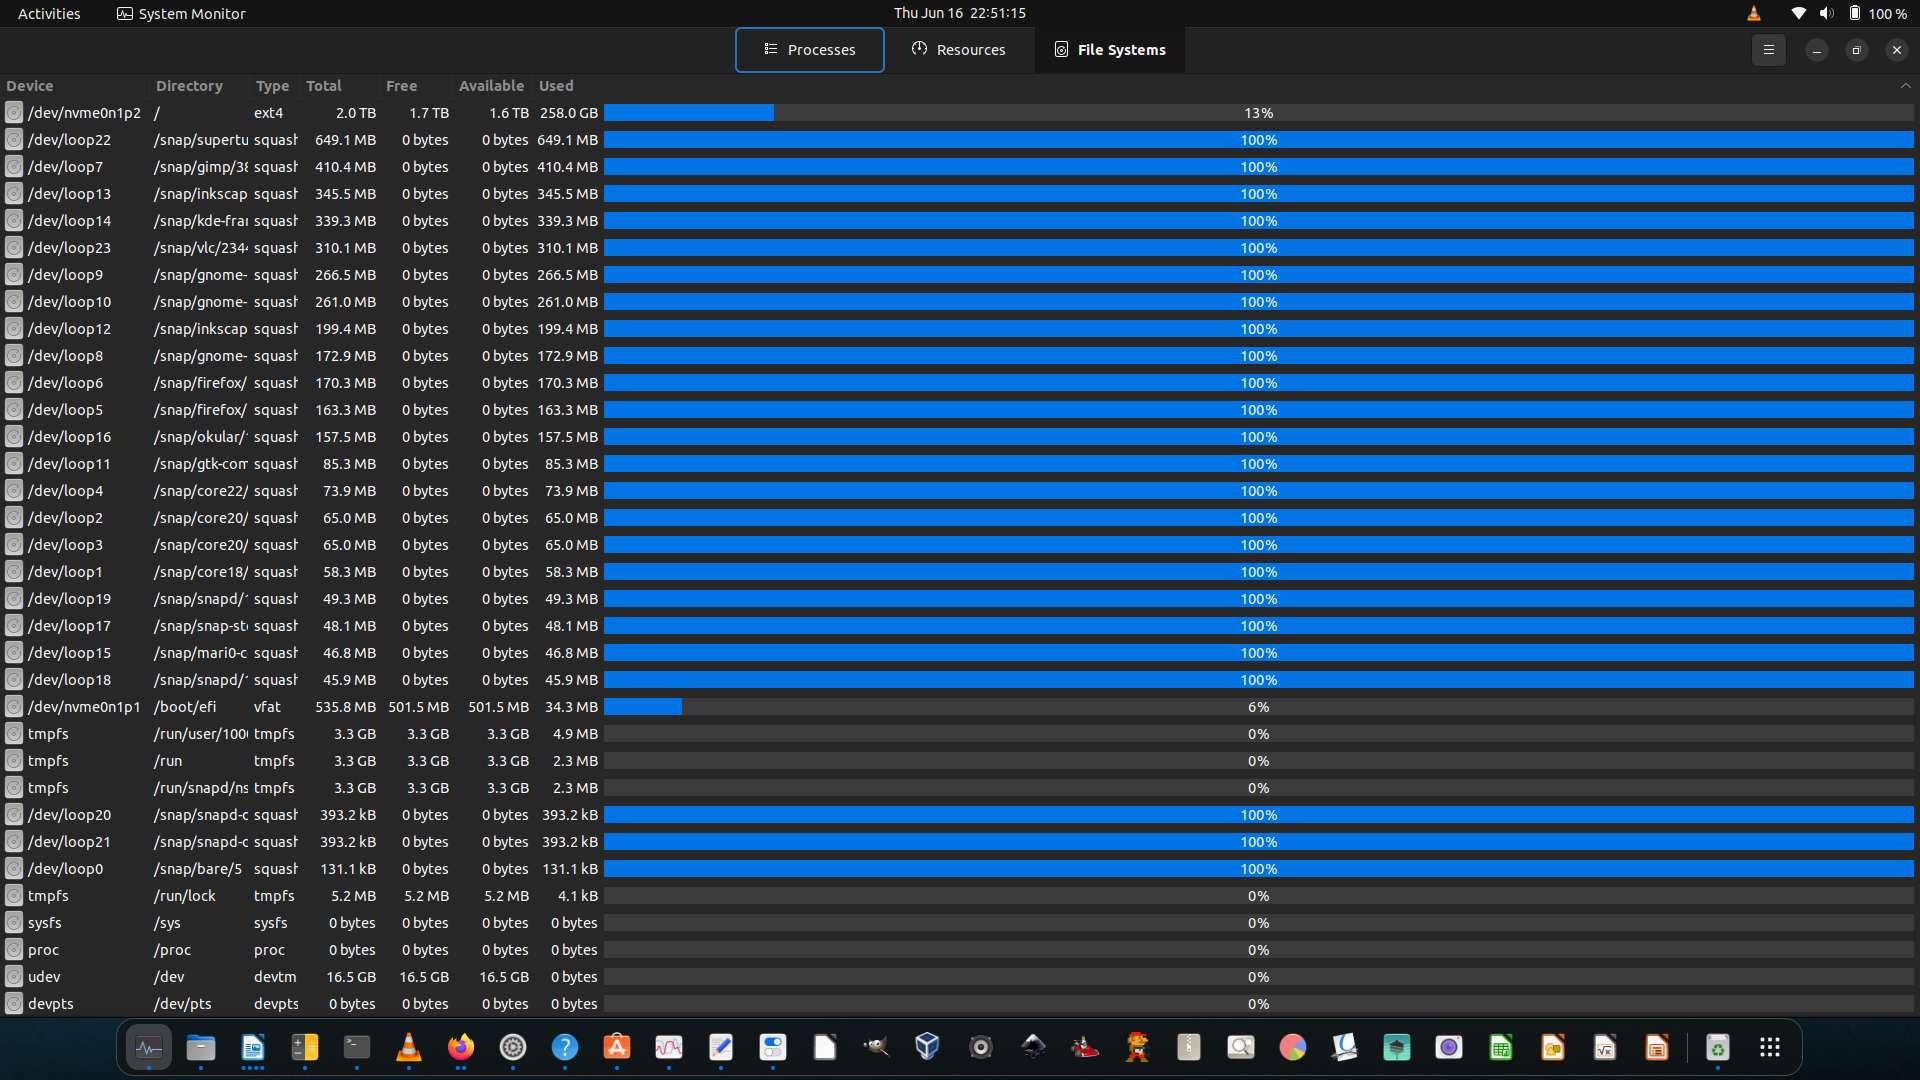 Activities System Monitor Thu Jun 16 22:51:15 100 %
Processes Resources File Systems
Device Directory Type Total Free Available Used
/dev/nvme0n1p2 / ext4 2.0 TB 1.7 TB 1.6 TB 258.0 GB 13%
/dev/loop22 /snap/supertu squash 649.1 MB 0 bytes 0 bytes 649.1 MB 100%
/dev/loop7 /snap/gimp/38 squash 410.4 MB 0 bytes 0 bytes 410.4 MB 100%
/dev/loop13 /snap/inkscap squash 345.5 MB 0 bytes 0 bytes 345.5 MB 100%
/dev/loop14 /snap/kde-fra squash 339.3 MB 0 bytes 0 bytes 339.3 MB 100%
/dev/loop23 /snap/vlc/2344 squash 310.1 MB 0 bytes 0 bytes 310.1 MB 100%
/dev/loop9 /snap/gnome- squash 266.5 MB 0 bytes 0 bytes 266.5 MB 100%
/dev/loop10 /snap/gnome- squash 261.0 MB 0 bytes 0 bytes 261.0 MB 100%
/dev/loop12 /snap/inkscap squash 199.4 MB 0 bytes 0 bytes 199.4 MB 100%
/dev/loop8 /snap/gnome- squash 172.9 MB 0 bytes 0 bytes 172.9 MB 100%
/dev/loop6 /snap/firefox/ squash 170.3 MB 0 bytes 0 bytes 170.3 MB 100%
/dev/loop5 /snap/firefox/ squash 163.3 MB 0 bytes 0 bytes 163.3 MB 100%
/dev/loop16 /snap/okular/1 squash 157.5 MB 0 bytes 0 bytes 157.5 MB 100%
/dev/loop11 /snap/gtk-com squash 85.3 MB 0 bytes 0 bytes 85.3 MB 100%
/dev/loop4 /snap/core22/ squash 73.9 MB 0 bytes 0 bytes 73.9 MB 100%
/dev/loop2 /snap/core20/ squash 65.0 MB 0 bytes 0 bytes 65.0 MB 100%
/dev/loop3 /snap/core20/ squash 65.0 MB 0 bytes 0 bytes 65.0 MB 100%
/dev/loop1 /snap/core18/ squash 58.3 MB 0 bytes 0 bytes 58.3 MB 100%
/dev/loop19 /snap/snapd/1 squash 49.3 MB 0 bytes 0 bytes 49.3 MB 100%
/dev/loop17 /snap/snap-sto squash 48.1 MB 0 bytes 0 bytes 48.1 MB 100%
/dev/loop15 /snap/mari0-c squash 46.8 MB 0 bytes 0 bytes 46.8 MB 100%
/dev/loop18 /snap/snapd/1 squash 45.9 MB 0 bytes 0 bytes 45.9 MB 100%
/dev/nvme0n1p1 /boot/efi vfat 535.8 MB 501.5 MB 501.5 MB 34.3 MB 6%
tmpfs /run/user/1000 tmpfs 3.3 GB 3.3 GB 3.3 GB 4.9 MB 0%
tmpfs /run tmpfs 3.3 GB 3.3 GB 3.3 GB 2.3 MB 0%
tmpfs /run/snapd/ns tmpfs 3.3 GB 3.3 GB 3.3 GB 2.3 MB 0%
/dev/loop20 /snap/snapd-c squash 393.2 kB 0 bytes 0 bytes 393.2 kB 100%
/dev/loop21 /snap/snapd-c squash 393.2 kB 0 bytes 0 bytes 393.2 kB 100%
/dev/loop0 /snap/bare/5 squash 131.1 kB 0 bytes 0 bytes 131.1 kB 100%
tmpfs /run/lock tmpfs 5.2 MB 5.2 MB 5.2 MB 4.1 kB 0%
sysfs /sys sysfs 0 bytes 0 bytes 0 bytes 0 bytes 0%
proc /proc proc 0 bytes 0 bytes 0 bytes 0 bytes 0%
udev /dev devtm 16.5 GB 16.5 GB 16.5 GB 0 bytes 0%
devpts /dev/pts devpts 0 bytes 0 bytes 0 bytes 0 bytes 0%